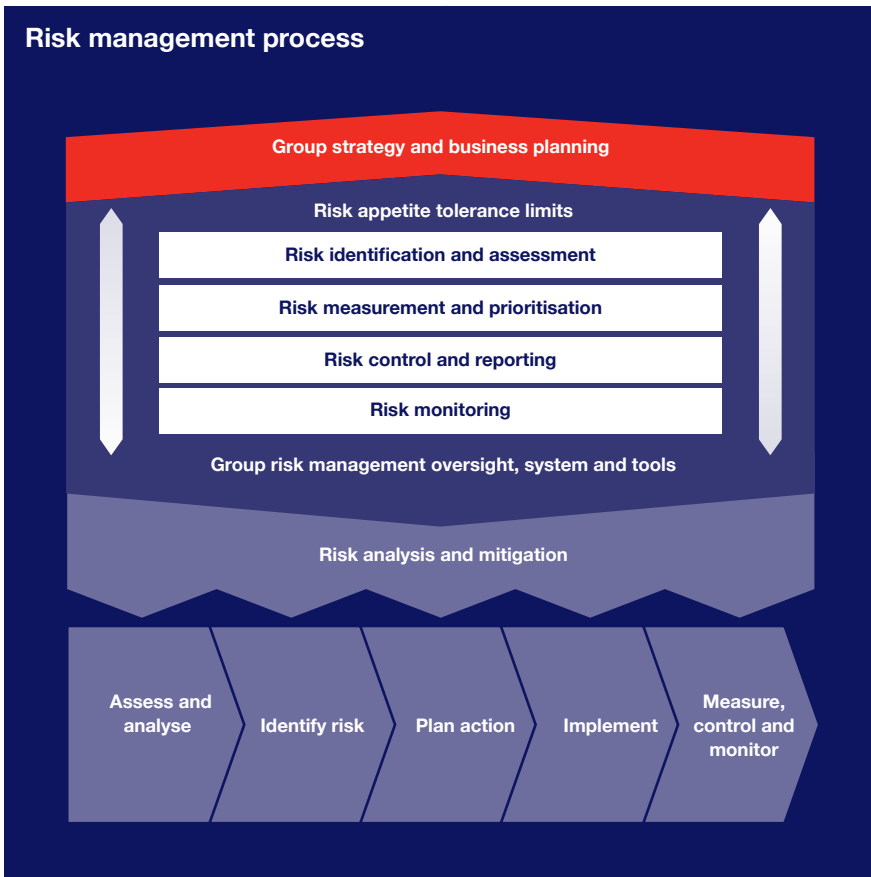 Risk management process
Group strategy and business planning
Risk appetite tolerance limits
Risk identification and assessment
Risk measurement and prioritisation
Risk control and reporting
Risk monitoring
Group risk management oversight, system and tools
Risk analysis and mitigation
Assess and
analyse
Identify risk
Plan action
Implement
Measure,
control and
monitor